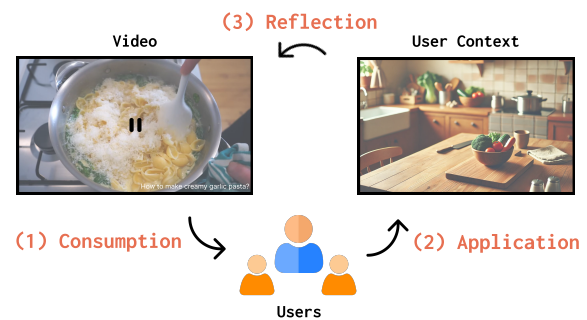 (3) Reflection
Video
User Context
How to make creamy garlic pasta?
(1) Consumption
(2) Application
Users